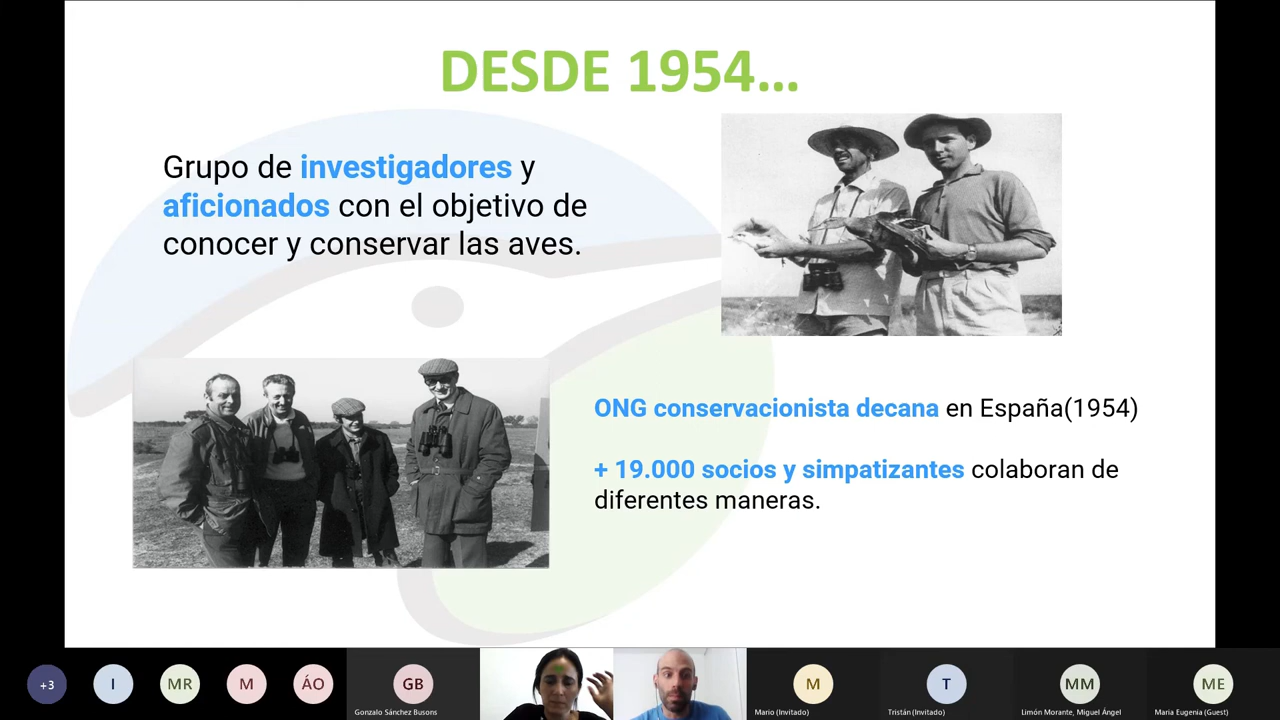 DESDE 1954...
Grupo de investigadores y
aficionados con el objetivo de
conocer y conservar las aves.
ONG conservacionista decana en España(1954)
+ 19.000 socios y simpatizantes colaboran de
diferentes maneras.
+3
I
MR
M
ÁO
GB
Gonzalo Sánchez Busons
M
Mario (Invitado)
T
Tristán (Invitado)
MM
Limón Morante, Miguel Ángel
ME
Maria Eugenia (Guest)